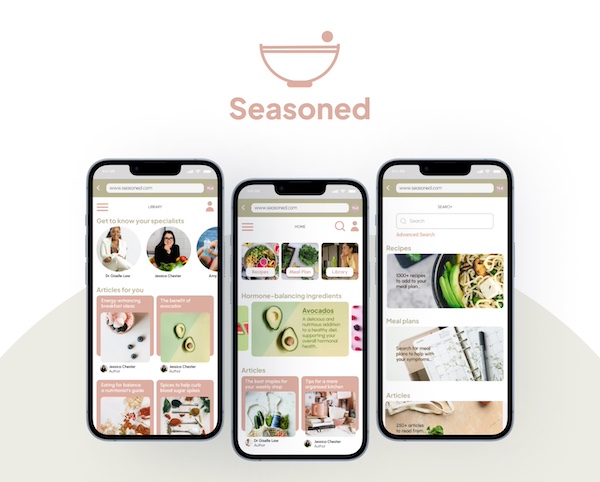 Seasoned
www.seasoned.com
LIBRARY
Get to know your specialists
Dr Giselle Lew
Jessica Chester
Amy
Articles for you
Energy-enhancing
breakfast ideas
The benefit of
avocados
Jessica Chester
Author
Jessica Chester
Author
Eating for balance
a nutritionist's guide
Spices to help curb
blood sugar spikes
www.seasoned.com
HOME
Recipes
Meal Plan
Library
Hormone-balancing ingredients
Avocados
A delicious and
nutritious addition
to a healthy diet,
supporting your
overall hormonal
health.
Articles
The best staples for
your weekly shop
Tips for a more
organised kitchen
Dr Giselle Lew
Author
Jessica Chester
Author
www.seasoned.com
SEARCH
Search
Advanced Search
Recipes
1000+ recipes
to add to your
meal plan...
Meal plans
Search for meal
plans to help with
your symptoms...
Articles
250+ articles
to read from...